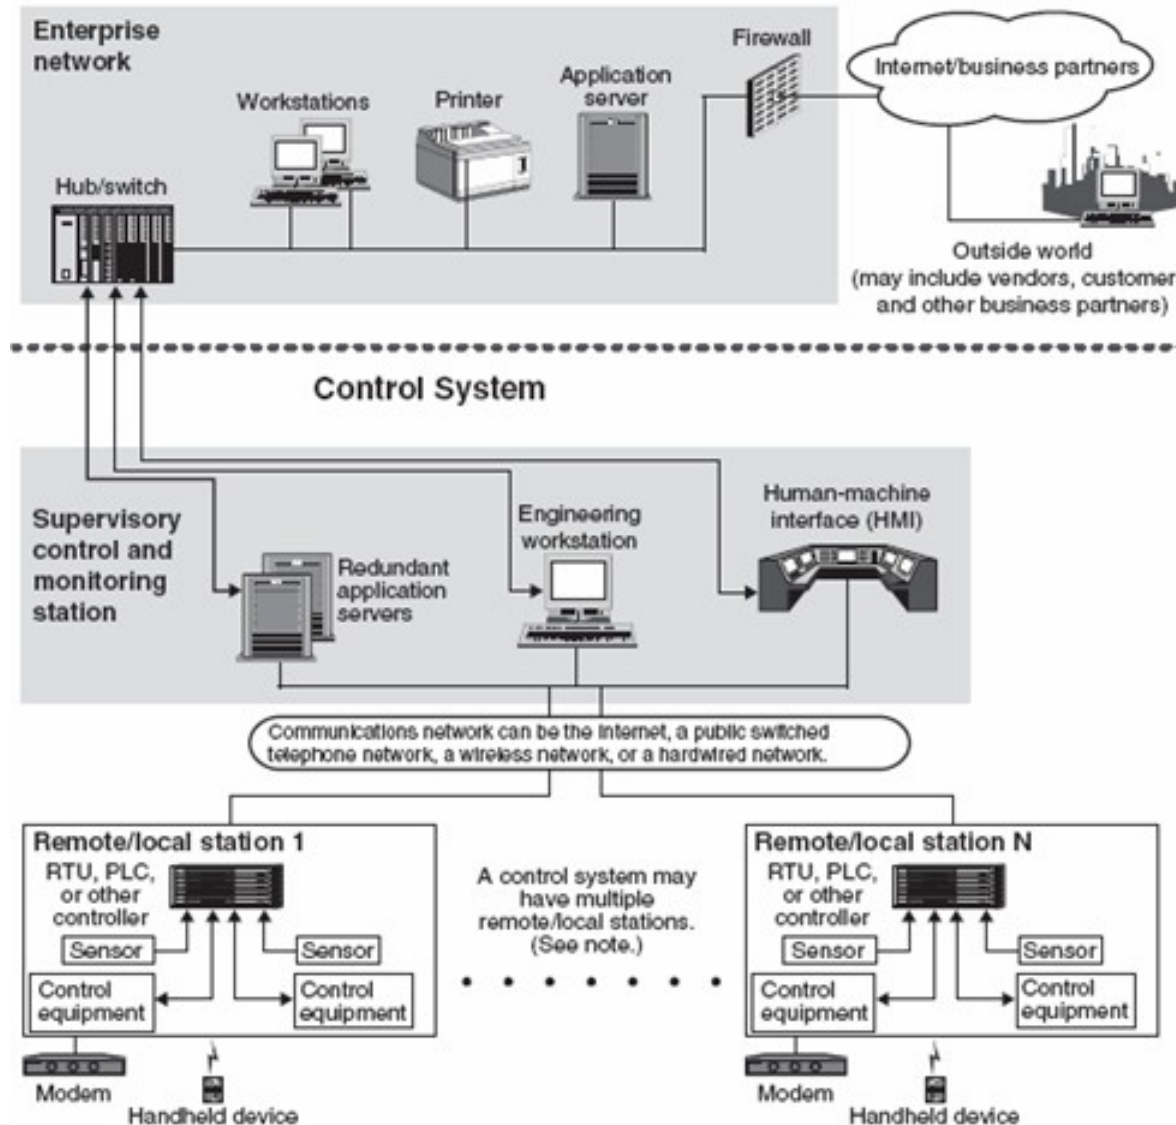 Enterprise
network
Workstations
Printer
Application
server
Firewall
Internet/business partners
Hub/switch
Outside world
(may include vendors, customer
and other business partners)
Control System
Supervisory
control and
monitoring
station
Redundant
application
servers
Engineering
workstation
Human-machine
interface (HMI)
Communications network can be the Internet, a public switched
telephone network, a wireless network, or a hardwired network.
Remote/local station 1
RTU, PLC,
or other
controller
Sensor
Sensor
Control
equipment
Control
equipment
Modem
Handheld device
A control system may
have multiple
remote/local stations.
(See note.)
Remote/local station N
RTU, PLC,
or other
controller
Sensor
Sensor
Control
equipment
Control
equipment
Modem
Handheld device